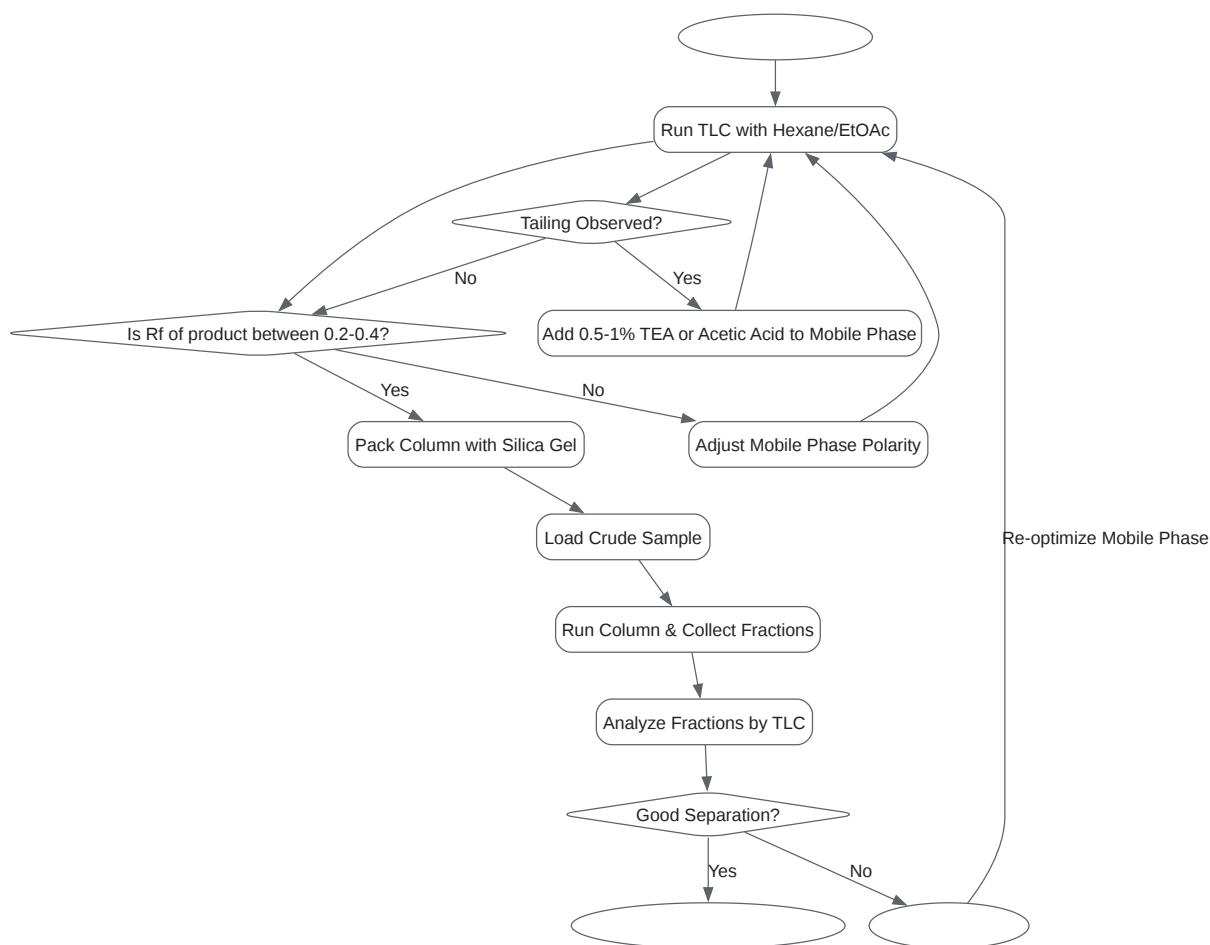 Run TLC with Hexane/EtOAc
Tailing Observed?
No
Yes
Is Rf of product between 0.2-0.4?
Add 0.5-1% TEA or Acetic Acid to Mobile Phase
Yes
No
Pack Column with Silica Gel
Adjust Mobile Phase Polarity
Load Crude Sample
Re-optimize Mobile Phase
Run Column & Collect Fractions
Analyze Fractions by TLC
Good Separation?
Yes
No